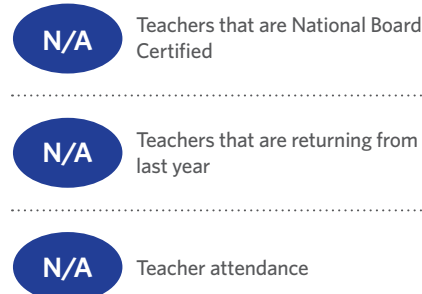 N/A
Teachers that are National Board
Certified
N/A
Teachers that are returning from
last year
N/A
Teacher attendance